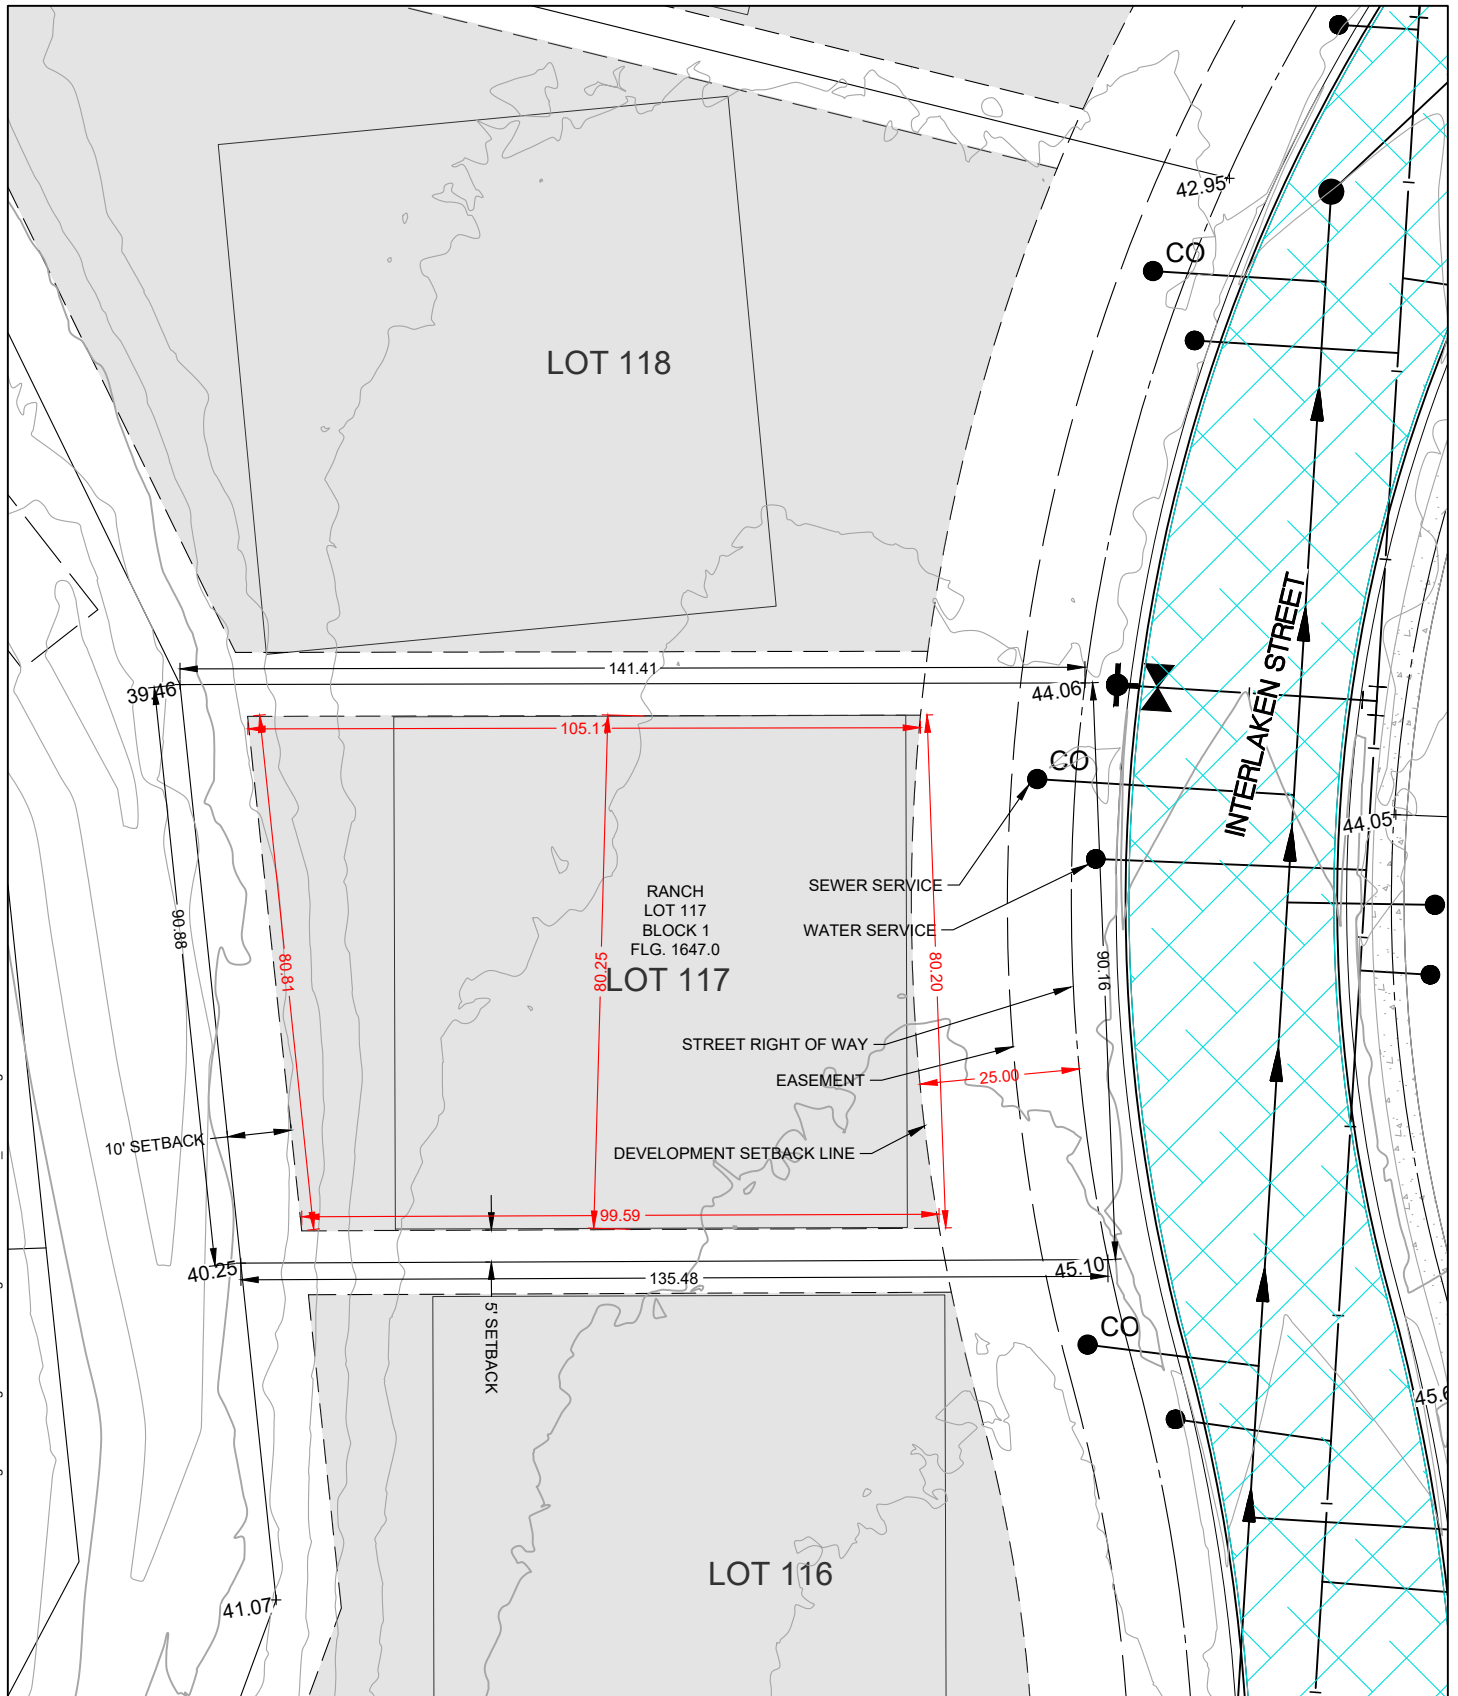 42.95
CO
LOT 118
INTERLAKEN STREET
141.41
39.46
44.06
105.11
CO
44.05
RANCH
LOT 117
BLOCK 1
FLG. 1647.0
LOT 117
SEWER SERVICE
WATER SERVICE
90.88
80.81
80.25
80.20
90.16
STREET RIGHT OF WAY
EASEMENT
25.00
10' SETBACK
DEVELOPMENT SETBACK LINE
99.59
40.25
135.48
45.10
5' SETBACK
CO
LOT 116
41.07